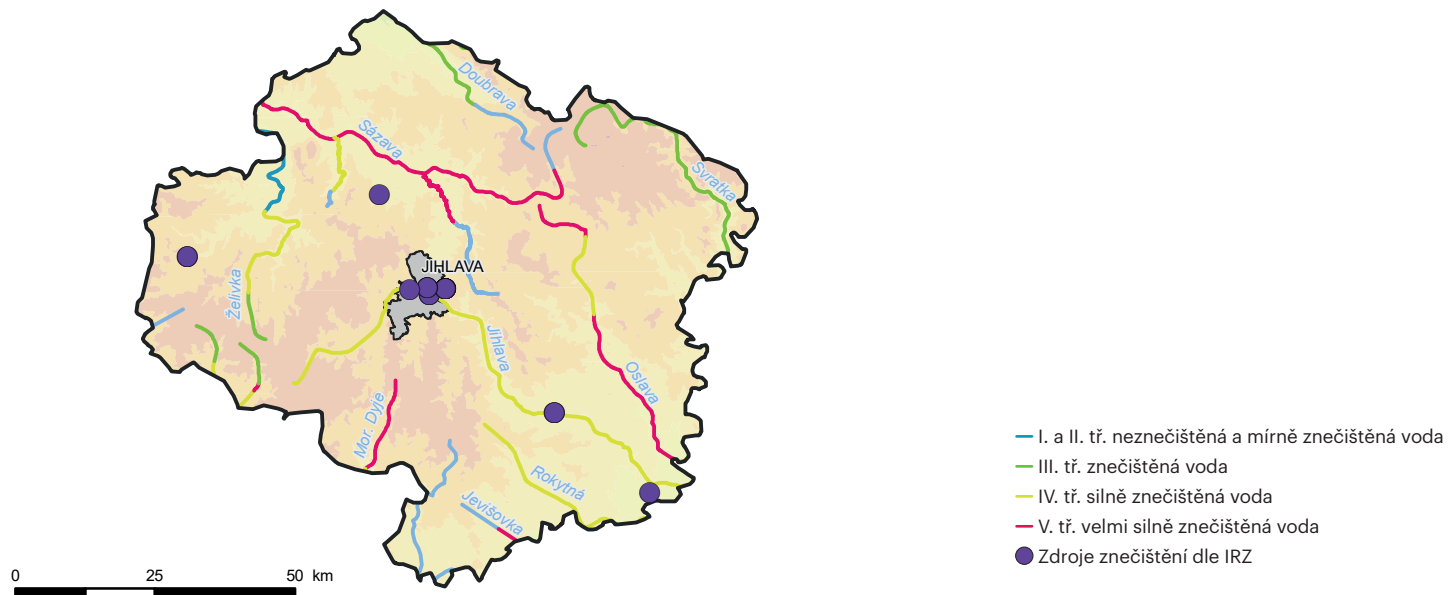 Doubrava
Sázava
Svratka
JIHLAVA
Želivka
Jihlava
Oslava
Mor. Dyje
Rokytná
Jevišovka
0 25 50 km
I. a II. tř. neznečištěná a mírně znečištěná voda
III. tř. znečištěná voda
IV. tř. silně znečištěná voda
V. tř. velmi silně znečištěná voda
Zdroje znečištění dle IRZ